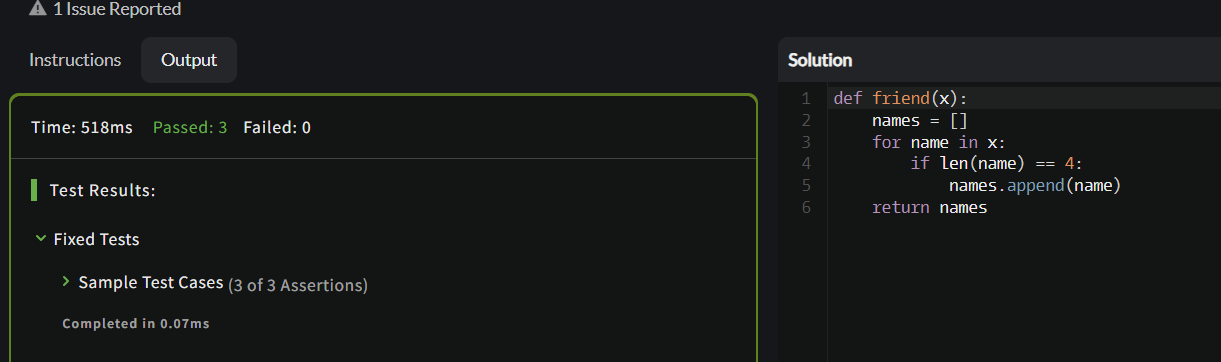 1 Issue Reported
Instructions
Output
Time: 518ms Passed: 3 Failed: 0
Test Results:
Fixed Tests
Sample Test Cases (3 of 3 Assertions)
Completed in 0.07ms
Solution
1 def friend(x):
2     names = []
3     for name in x:
4         if len(name) == 4:
5             names.append(name)
6     return names